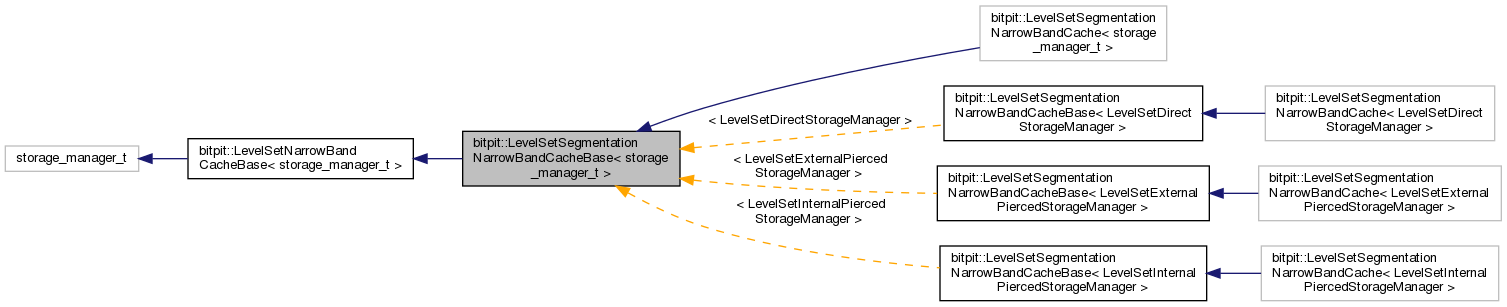 storage_manager_t
bitpit::LevelSetNarrowBand
CacheBase< storage_manager_t >
bitpit::LevelSetSegmentation
NarrowBandCacheBase< storage
_manager_t >
bitpit::LevelSetSegmentation
NarrowBandCache< storage
_manager_t >
< LevelSetDirectStorageManager >
bitpit::LevelSetSegmentation
NarrowBandCacheBase< LevelSetDirect
StorageManager >
bitpit::LevelSetSegmentation
NarrowBandCache< LevelSetDirect
StorageManager >
< LevelSetExternalPierced
StorageManager >
bitpit::LevelSetSegmentation
NarrowBandCacheBase< LevelSetExternal
PiercedStorageManager >
bitpit::LevelSetSegmentation
NarrowBandCache< LevelSetExternal
PiercedStorageManager >
< LevelSetInternalPierced
StorageManager >
bitpit::LevelSetSegmentation
NarrowBandCacheBase< LevelSetInternal
PiercedStorageManager >
bitpit::LevelSetSegmentation
NarrowBandCache< LevelSetInternal
PiercedStorageManager >